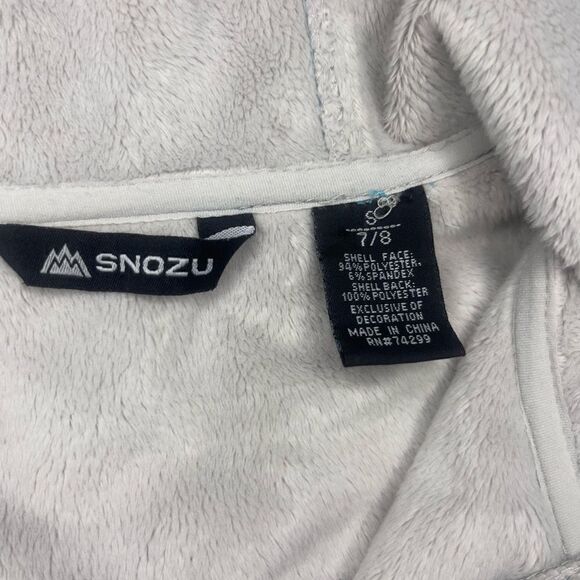 SNOZU
S
7/8
SHELL FACE:
94%POLYESTER,
6%SPANDEX
SHELL BACK:
100%POLYESTER
EXCLUSIVE OF
DECORATION
MADE IN CHINA
RN#74299